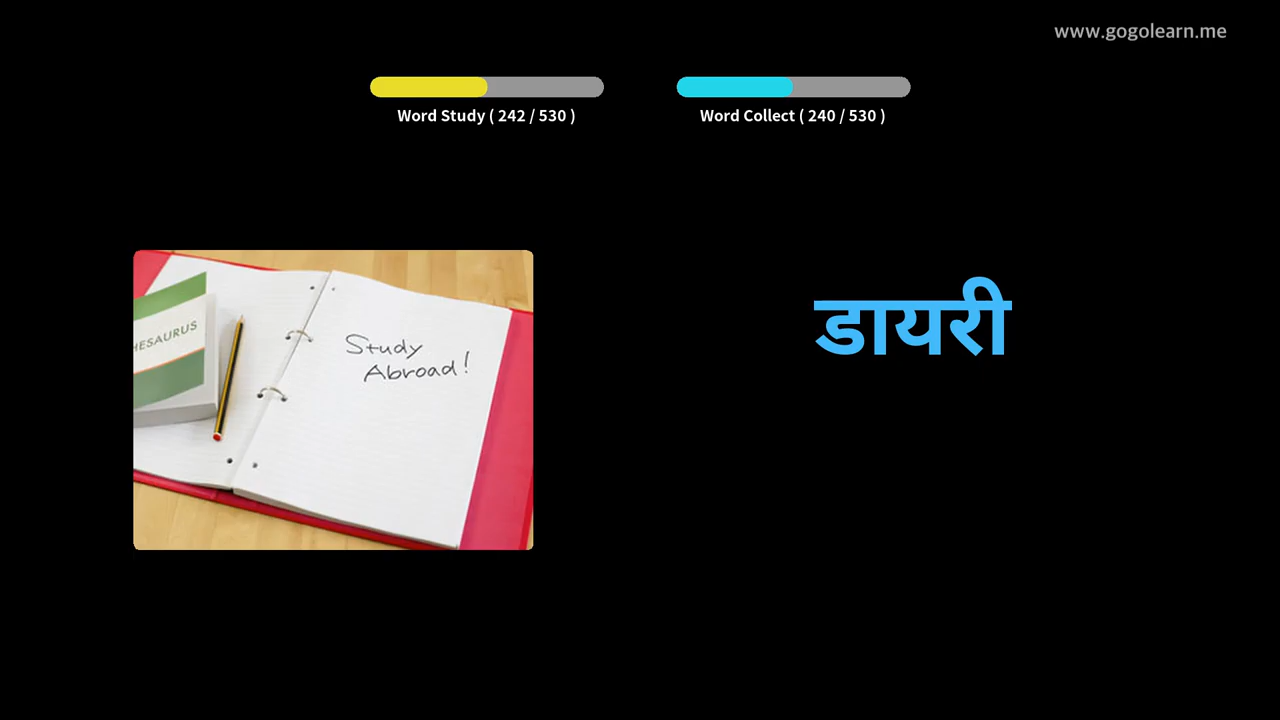 www.gogolearn.me
Word Study ( 242 / 530 )
Word Collect ( 240 / 530 )
HESAURUS
Study
Abroad!
डायरी